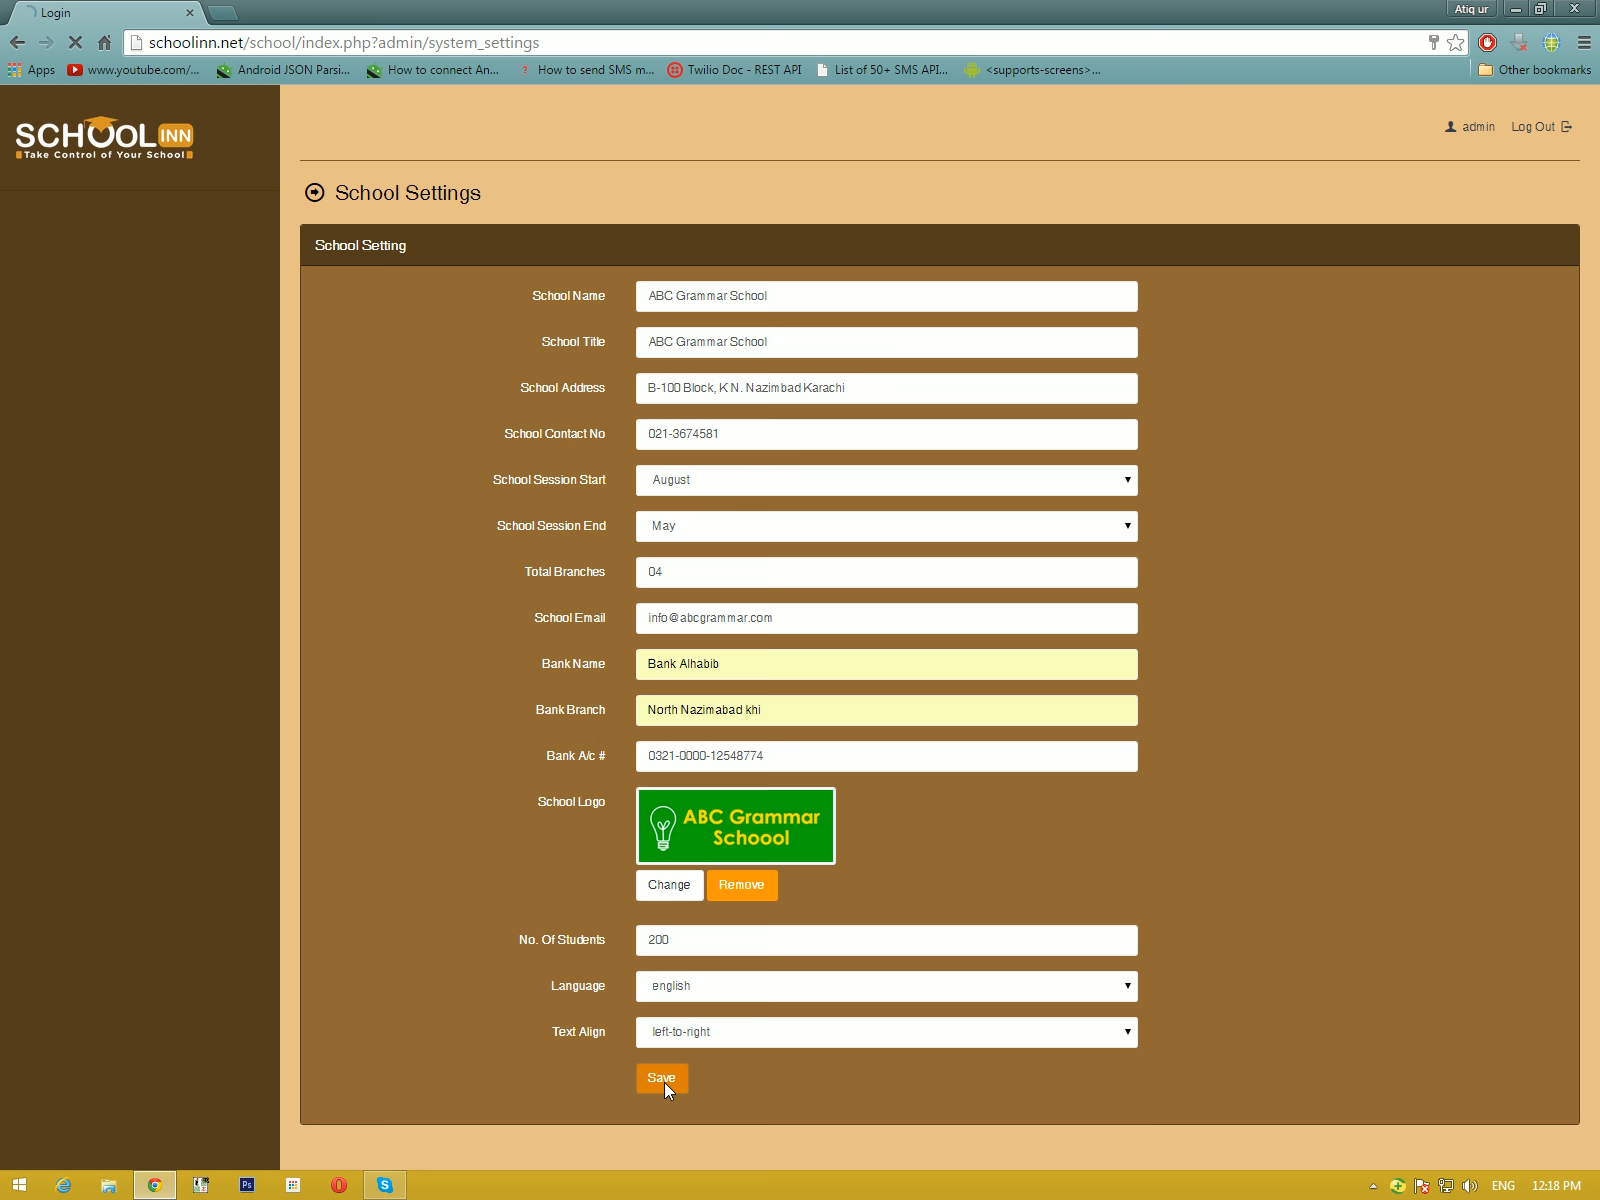 Login
Atiq ur
schoolinn.net/school/index.php?admin/system_settings
Apps
www.youtube.com/...
Android JSON Parsi...
How to connect An...
? How to send SMS m...
Twilio Doc - REST API
List of 50+ SMS API...
<supports-screens>...
Other bookmarks
SCHOOL INN
Take Control of Your School
admin
Log Out
School Settings
School Setting
School Name ABC Grammar School
School Title ABC Grammar School
School Address B-100 Block, K N. Nazimbad Karachi
School Contact No 021-3674581
School Session Start August
School Session End May
Total Branches 04
School Email info@abcgrammar.com
Bank Name Bank Alhabib
Bank Branch North Nazimabad khi
Bank A/c # 0321-0000-12548774
School Logo
ABC Grammar
Schoool
Change Remove
No. Of Students 200
Language english
Text Align left-to-right
Save
Ps
S
ENG
12:18 PM